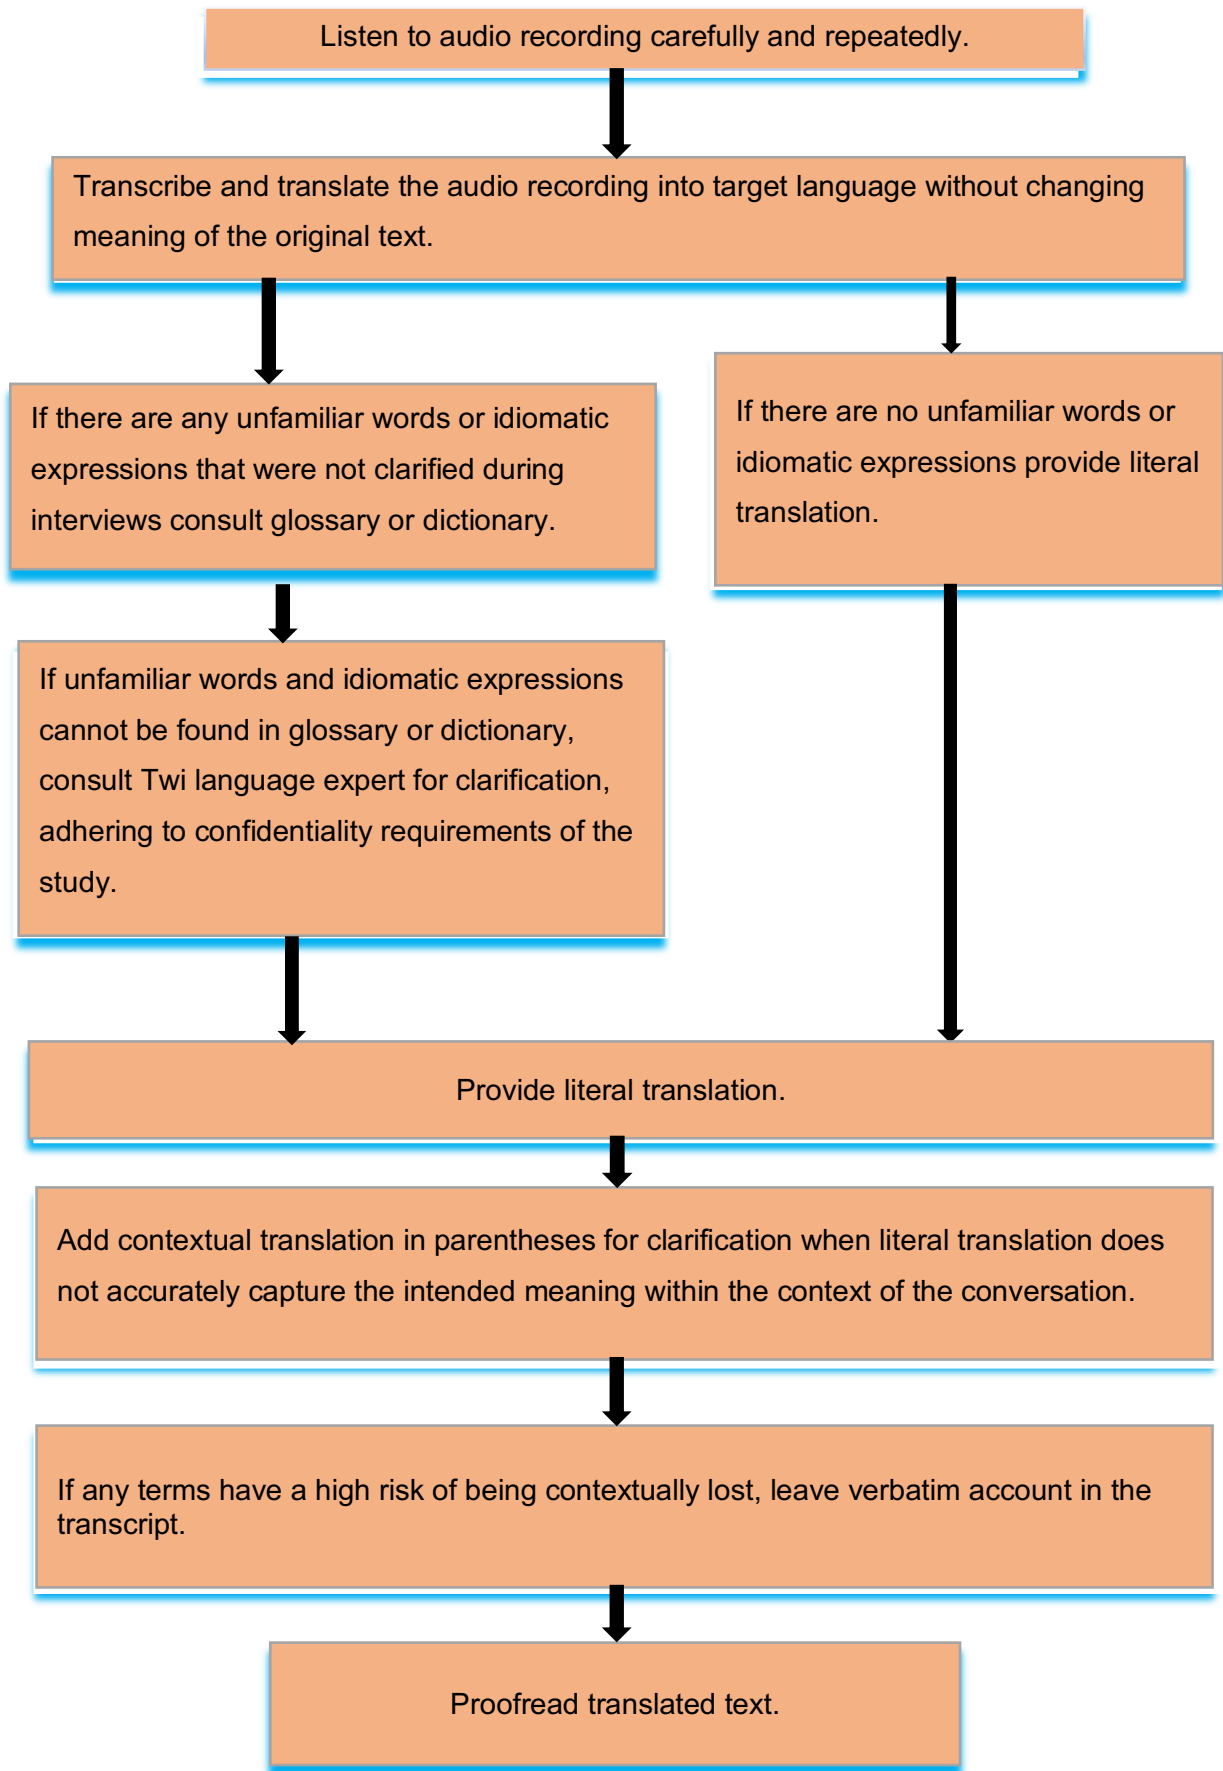 Listen to audio recording carefully and repeatedly.
Transcribe and translate the audio recording into target language without changing
meaning of the original text.
If there are any unfamiliar words or idiomatic
expressions that were not clarified during
interviews consult glossary or dictionary.
If there are no unfamiliar words or
idiomatic expressions provide literal
translation.
If unfamiliar words and idiomatic expressions
cannot be found in glossary or dictionary,
consult Twi language expert for clarification,
adhering to confidentiality requirements of the
study.
Provide literal translation.
Add contextual translation in parentheses for clarification when literal translation does
not accurately capture the intended meaning within the context of the conversation.
If any terms have a high risk of being contextually lost, leave verbatim account in the
transcript.
Proofread translated text.